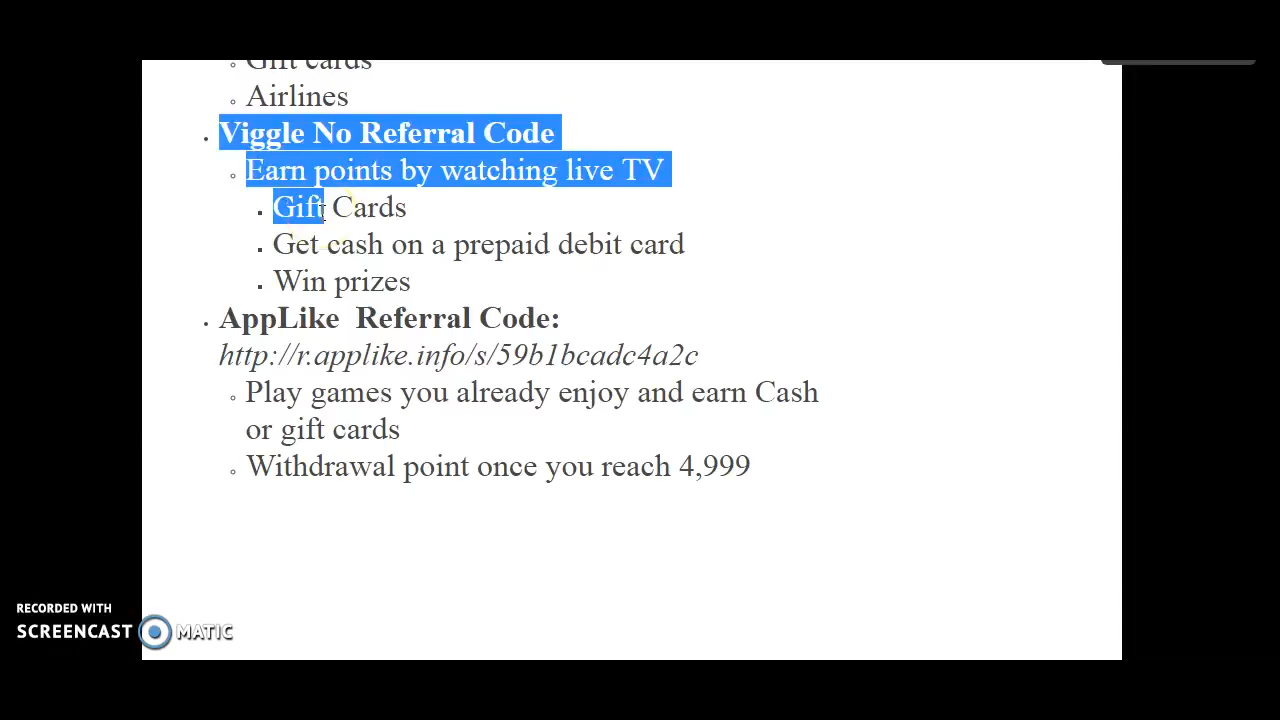 Gift cards
Airlines
Viggle No Referral Code
Earn points by watching live TV
Gift Cards
Get cash on a prepaid debit card
Win prizes
AppLike  Referral Code:
http://r.applike.info/s/59b1bcadc4a2c
Play games you already enjoy and earn Cash
or gift cards
Withdrawal point once you reach 4,999
RECORDED WITH
SCREENCAST MATIC